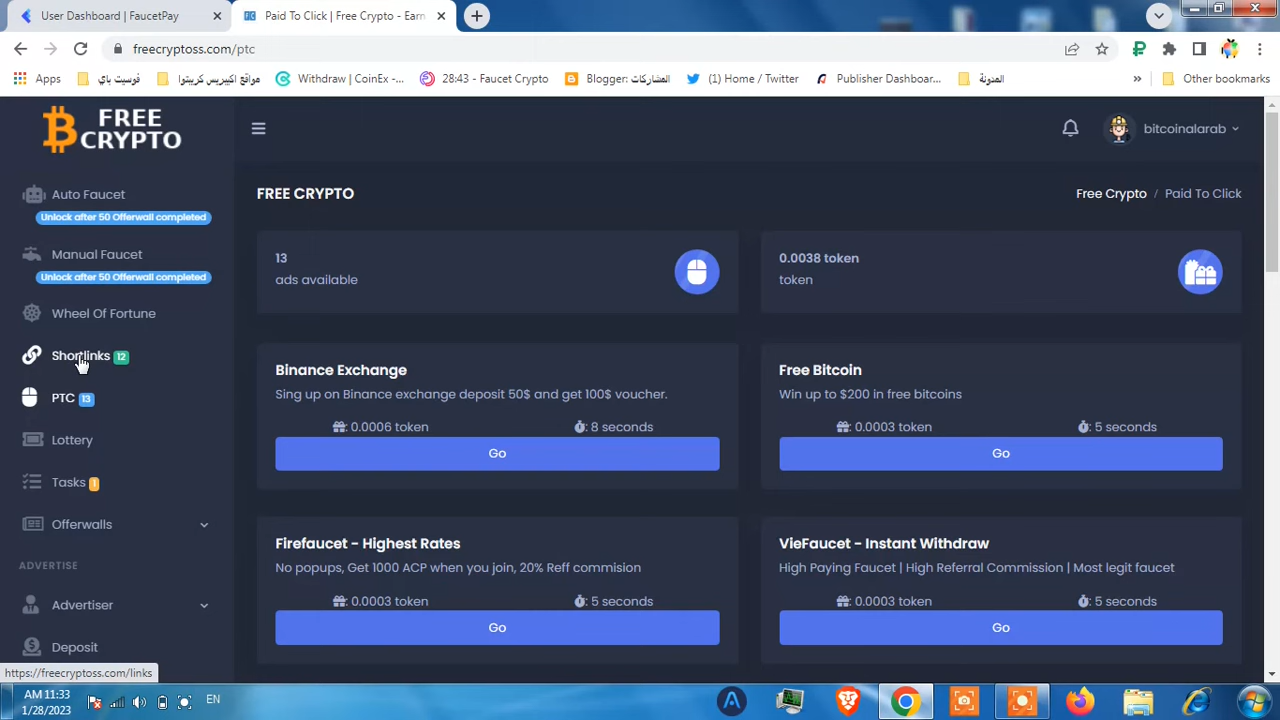 User Dashboard | FaucetPay
Paid To Click | Free Crypto - Earn
freecryptoss.com/ptc
Apps
فوسيت باي
مواقع اكبيريس كريبتوا
Withdraw | CoinEx -...
28:43 - Faucet Crypto
Blogger: المشاركات
(1) Home / Twitter
Publisher Dashboar...
المدونة
»
Other bookmarks
FREE CRYPTO
bitcoinalarab
Auto Faucet
Unlock after 50 Offerwall completed
Manual Faucet
Unlock after 50 Offerwall completed
Wheel Of Fortune
Shortlinks 12
PTC 13
Lottery
Tasks 1
Offerwalls
ADVERTISE
Advertiser
Deposit
FREE CRYPTO
Free Crypto / Paid To Click
13
ads available
0.0038 token
token
Binance Exchange
Sing up on Binance exchange deposit 50$ and get 100$ voucher.
: 0.0006 token
: 8 seconds
Go
Free Bitcoin
Win up to $200 in free bitcoins
: 0.0003 token
: 5 seconds
Go
Firefaucet - Highest Rates
No popups, Get 1000 ACP when you join, 20% Reff commision
: 0.0003 token
: 5 seconds
Go
VieFaucet - Instant Withdraw
High Paying Faucet | High Referral Commission | Most legit faucet
: 0.0003 token
: 5 seconds
Go
https://freecryptoss.com/links
AM 11:33
1/28/2023
EN